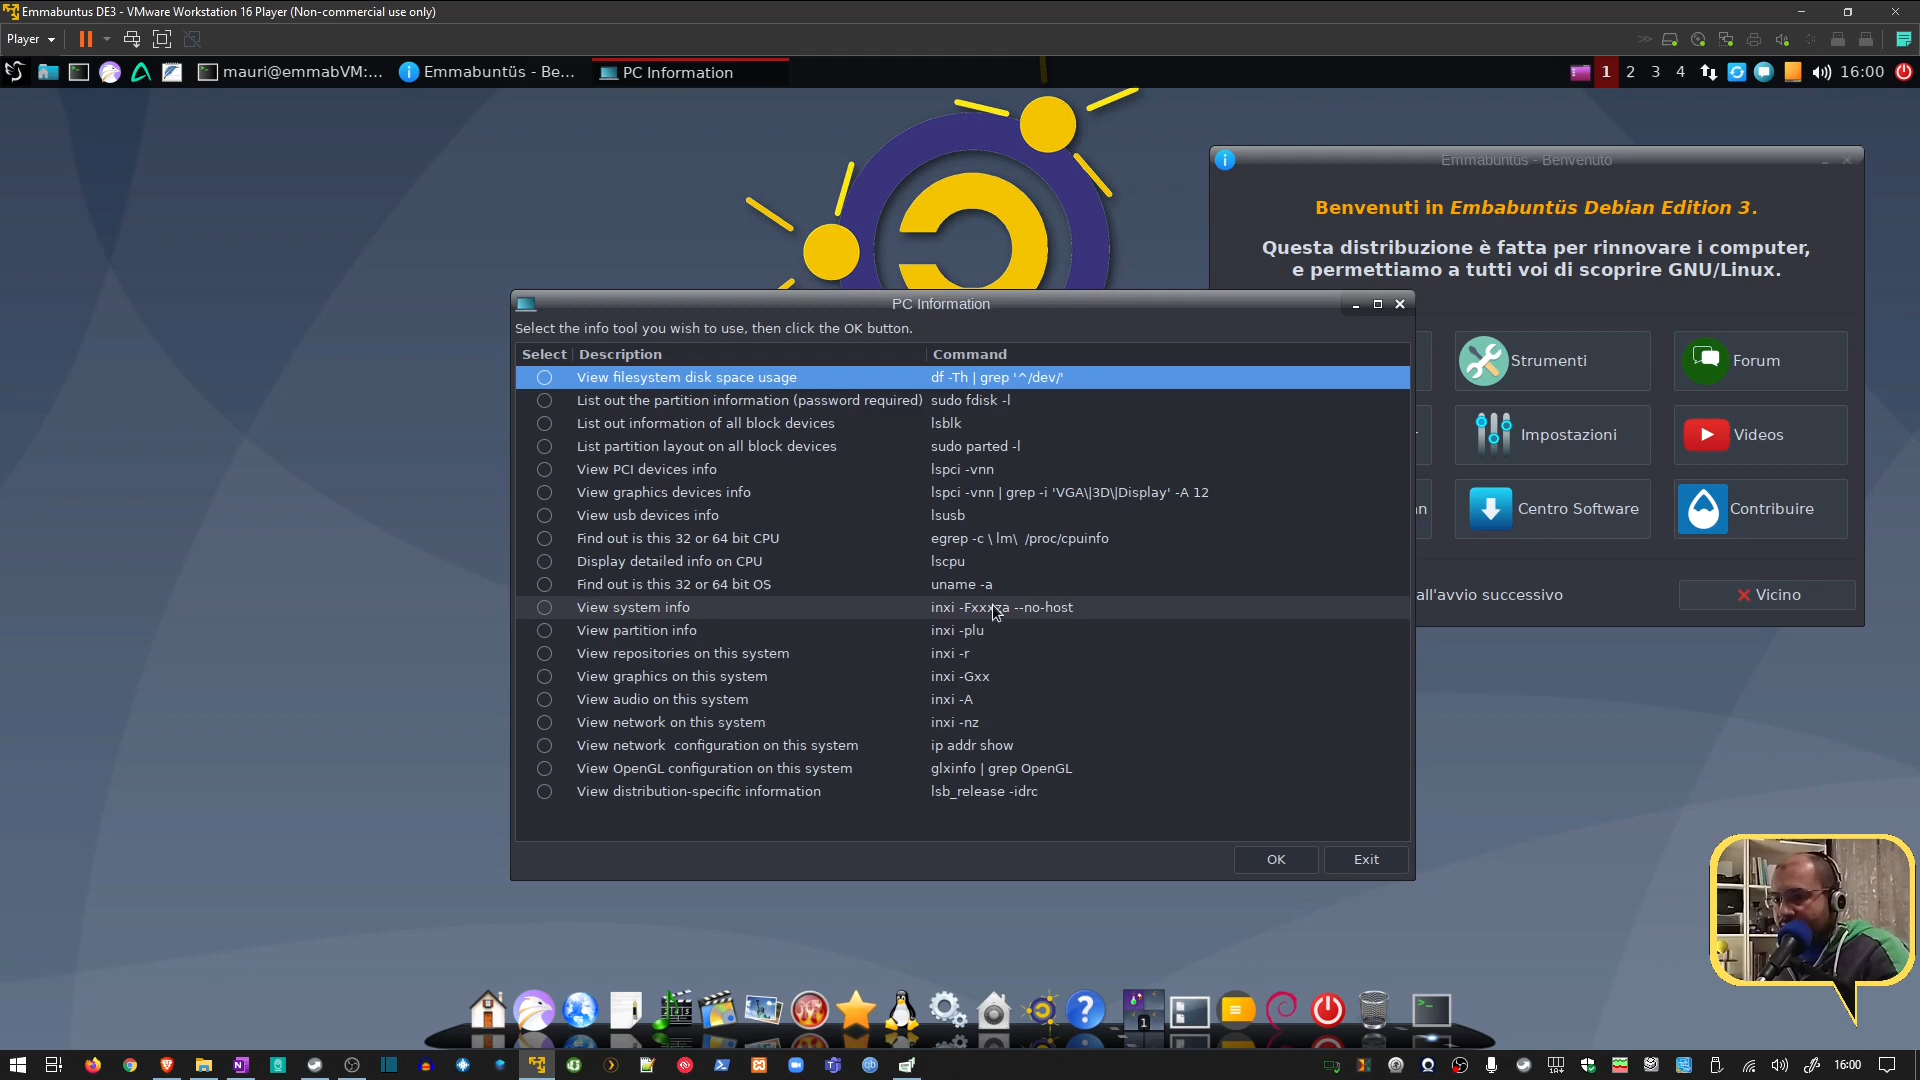 Emmabuntus DE3 - VMware Workstation 16 Player (Non-commercial use only)
Player
mauri@emmabVM:...
Emmabuntüs - Be...
PC Information
1 2 3 4
16:00
Emmabuntüs - Benvenuto
Benvenuti in Embabuntüs Debian Edition 3.
Questa distribuzione è fatta per rinnovare i computer,
e permettiamo a tutti voi di scoprire GNU/Linux.
Strumenti
Forum
Impostazioni
Videos
Centro Software
Contribuire
all'avvio successivo
Vicino
PC Information
Select the info tool you wish to use, then click the OK button.
Select Description Command
View filesystem disk space usage df -Th | grep '^/dev/'
List out the partition information (password required) sudo fdisk -l
List out information of all block devices lsblk
List partition layout on all block devices sudo parted -l
View PCI devices info lspci -vnn
View graphics devices info lspci -vnn | grep -i 'VGA\|3D\|Display' -A 12
View usb devices info lsusb
Find out is this 32 or 64 bit CPU egrep -c \ lm\  /proc/cpuinfo
Display detailed info on CPU lscpu
Find out is this 32 or 64 bit OS uname -a
View system info inxi --no-host
View partition info inxi -plu
View repositories on this system inxi -r
View graphics on this system inxi -Gxx
View audio on this system inxi -A
View network on this system inxi -nz
View network  configuration on this system ip addr show
View OpenGL configuration on this system glxinfo | grep OpenGL
View distribution-specific information lsb_release -idrc
OK
Exit
1
16:00